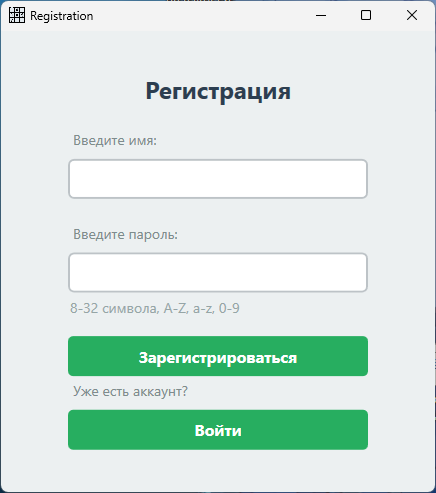 Registration
Регистрация
Введите имя:
Введите пароль:
8-32 символа, A-Z, a-z, 0-9
Зарегистрироваться
Уже есть аккаунт?
Войти